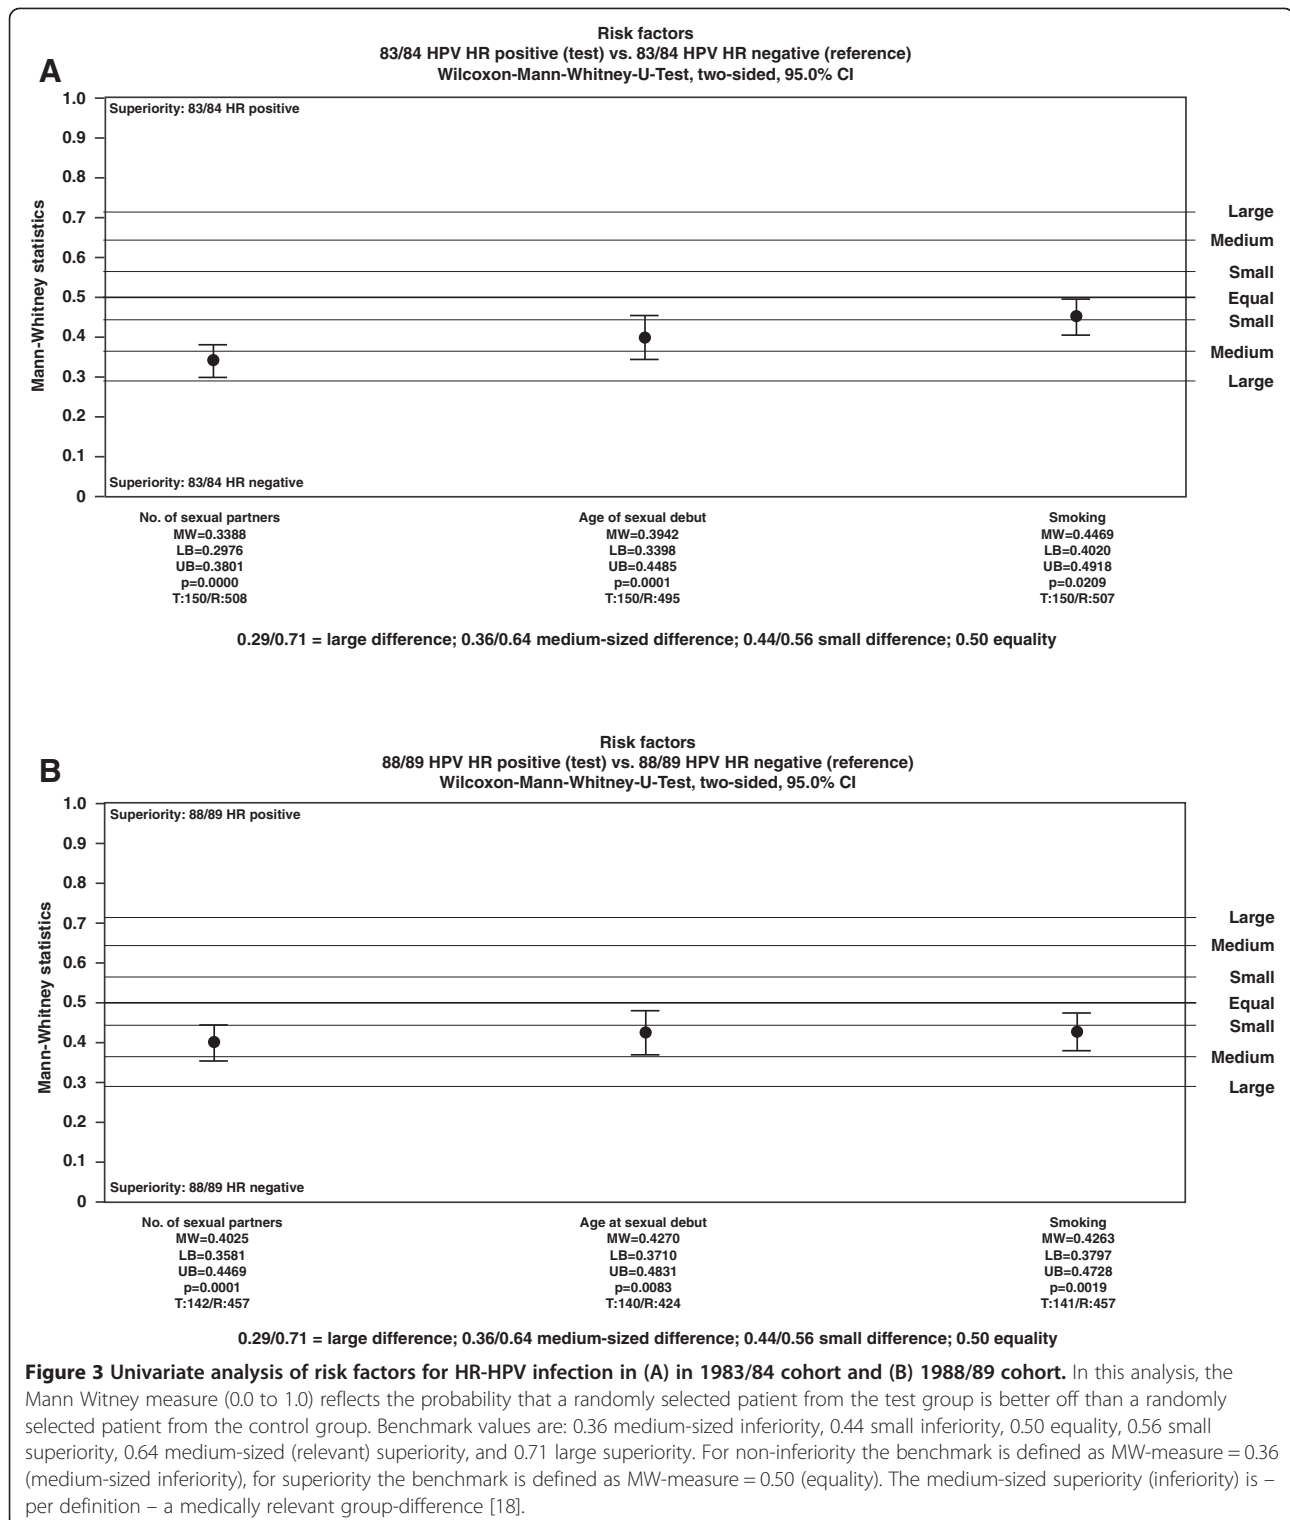 Risk factors
83/84 HPV HR positive (test) vs. 83/84 HPV HR negative (reference)
Wilcoxon-Mann-Whitney-U-Test, two-sided, 95.0% CI
A
Superiority: 83/84 HR positive
1.0
0.9
0.8
0.7
0.6
0.5
0.4
0.3
0.2
0.1
0
Mann-Whitney statistics
Large
Medium
Small
Equal
Small
Medium
Large
Superiority: 83/84 HR negative
No. of sexual partners
MW=0.3388
LB=0.2976
UB=0.3801
p=0.0000
T:150/R:508
Age of sexual debut
MW=0.3942
LB=0.3398
UB=0.4485
p=0.0001
T:150/R:495
Smoking
MW=0.4469
LB=0.4020
UB=0.4918
p=0.0209
T:150/R:507
0.29/0.71 = large difference; 0.36/0.64 medium-sized difference; 0.44/0.56 small difference; 0.50 equality
Risk factors
88/89 HPV HR positive (test) vs. 88/89 HPV HR negative (reference)
Wilcoxon-Mann-Whitney-U-Test, two-sided, 95.0% CI
B
Superiority: 88/89 HR positive
1.0
0.9
0.8
0.7
0.6
0.5
0.4
0.3
0.2
0.1
0
Mann-Whitney statistics
Large
Medium
Small
Equal
Small
Medium
Large
Superiority: 88/89 HR negative
No. of sexual partners
MW=0.4025
LB=0.3581
UB=0.4469
p=0.0001
T:142/R:457
Age at sexual debut
MW=0.4270
LB=0.3710
UB=0.4831
p=0.0083
T:140/R:424
Smoking
MW=0.4263
LB=0.3797
UB=0.4728
p=0.0019
T:141/R:457
0.29/0.71 = large difference; 0.36/0.64 medium-sized difference; 0.44/0.56 small difference; 0.50 equality
Figure 3 Univariate analysis of risk factors for HR-HPV infection in (A) in 1983/84 cohort and (B) 1988/89 cohort. In this analysis, the
Mann Witney measure (0.0 to 1.0) reflects the probability that a randomly selected patient from the test group is better off than a randomly
selected patient from the control group. Benchmark values are: 0.36 medium-sized inferiority, 0.44 small inferiority, 0.50 equality, 0.56 small
superiority, 0.64 medium-sized (relevant) superiority, and 0.71 large superiority. For non-inferiority the benchmark is defined as MW-measure = 0.36
(medium-sized inferiority), for superiority the benchmark is defined as MW-measure = 0.50 (equality). The medium-sized superiority (inferiority) is –
per definition – a medically relevant group-difference [18].